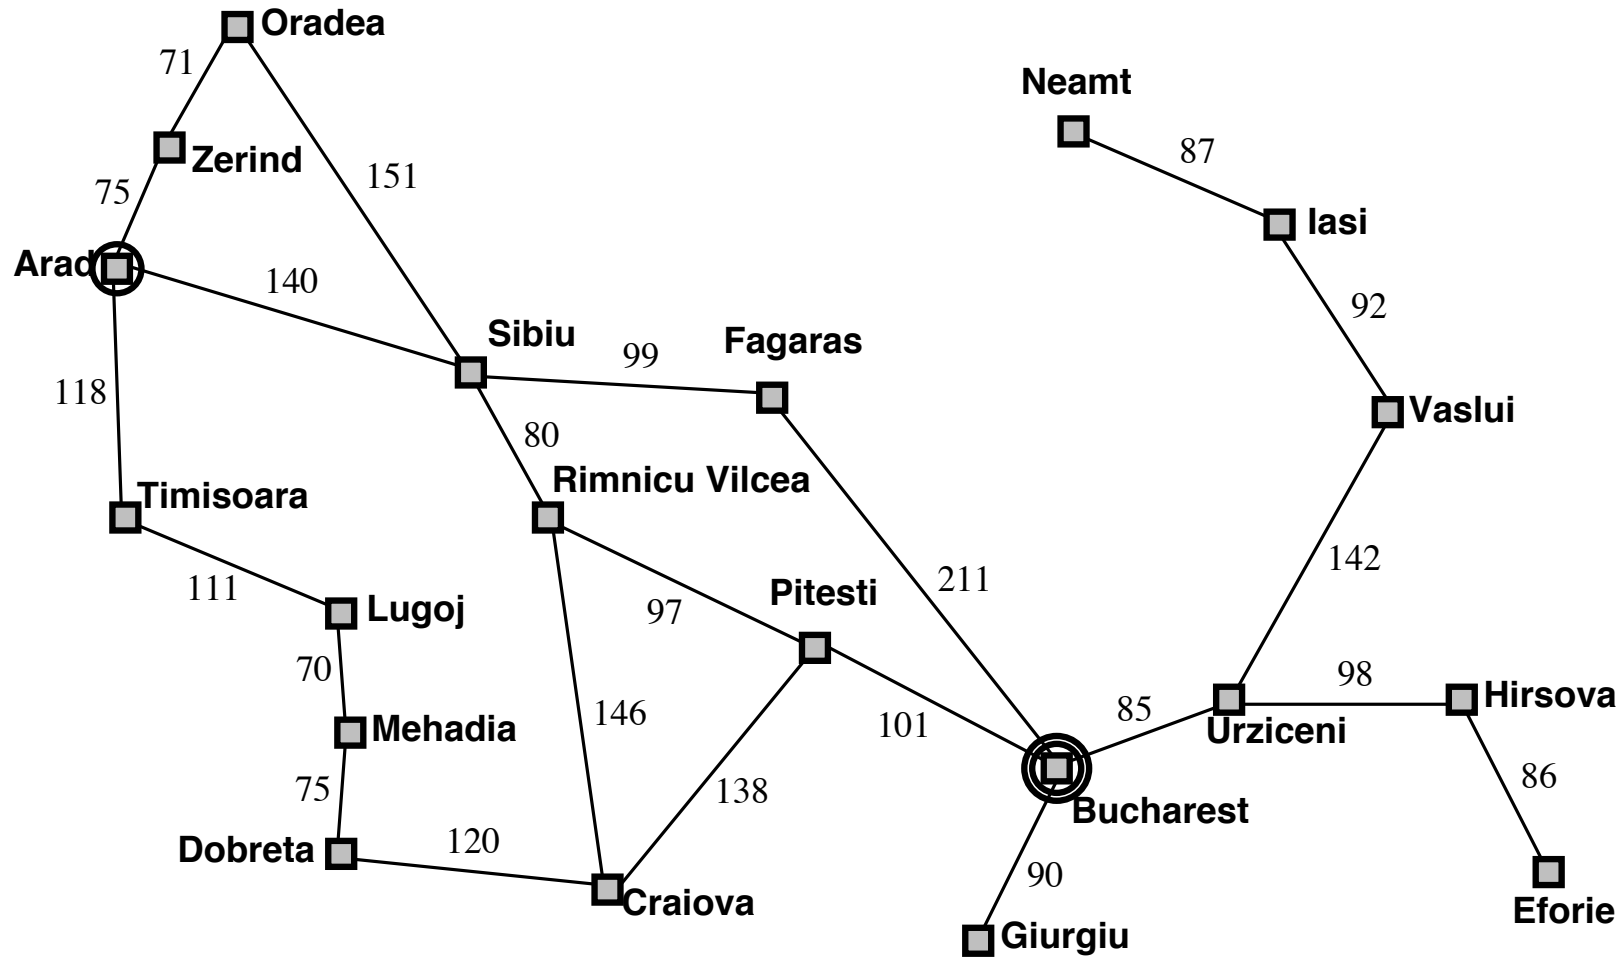 Oradea
71
Neamt
87
Zerind
151
75
Iasi
Arad
140
92
Sibiu
Fagaras
99
118
Vaslui
80
Rimnicu Vilcea
Timisoara
142
211
111
Pitesti
Lugoj
97
70
98
Hirsova
146
85
Mehadia
101
Urziceni
86
75
138
Bucharest
Dobreta
120
90
Craiova
Eforie
Giurgiu